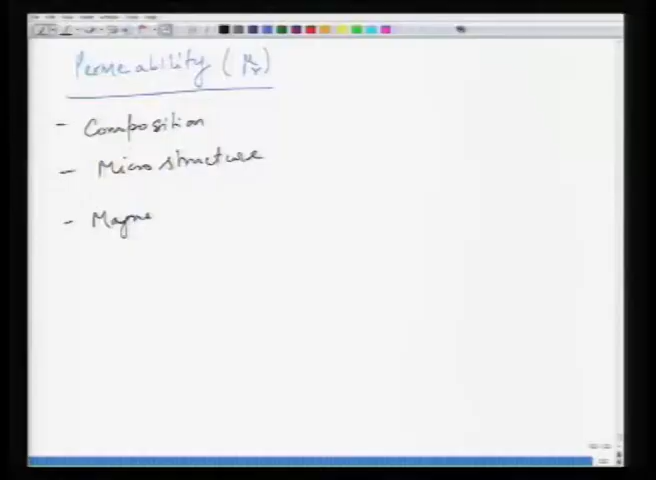 Permeability (μr)
- Composition
- Microstructure
- Magne